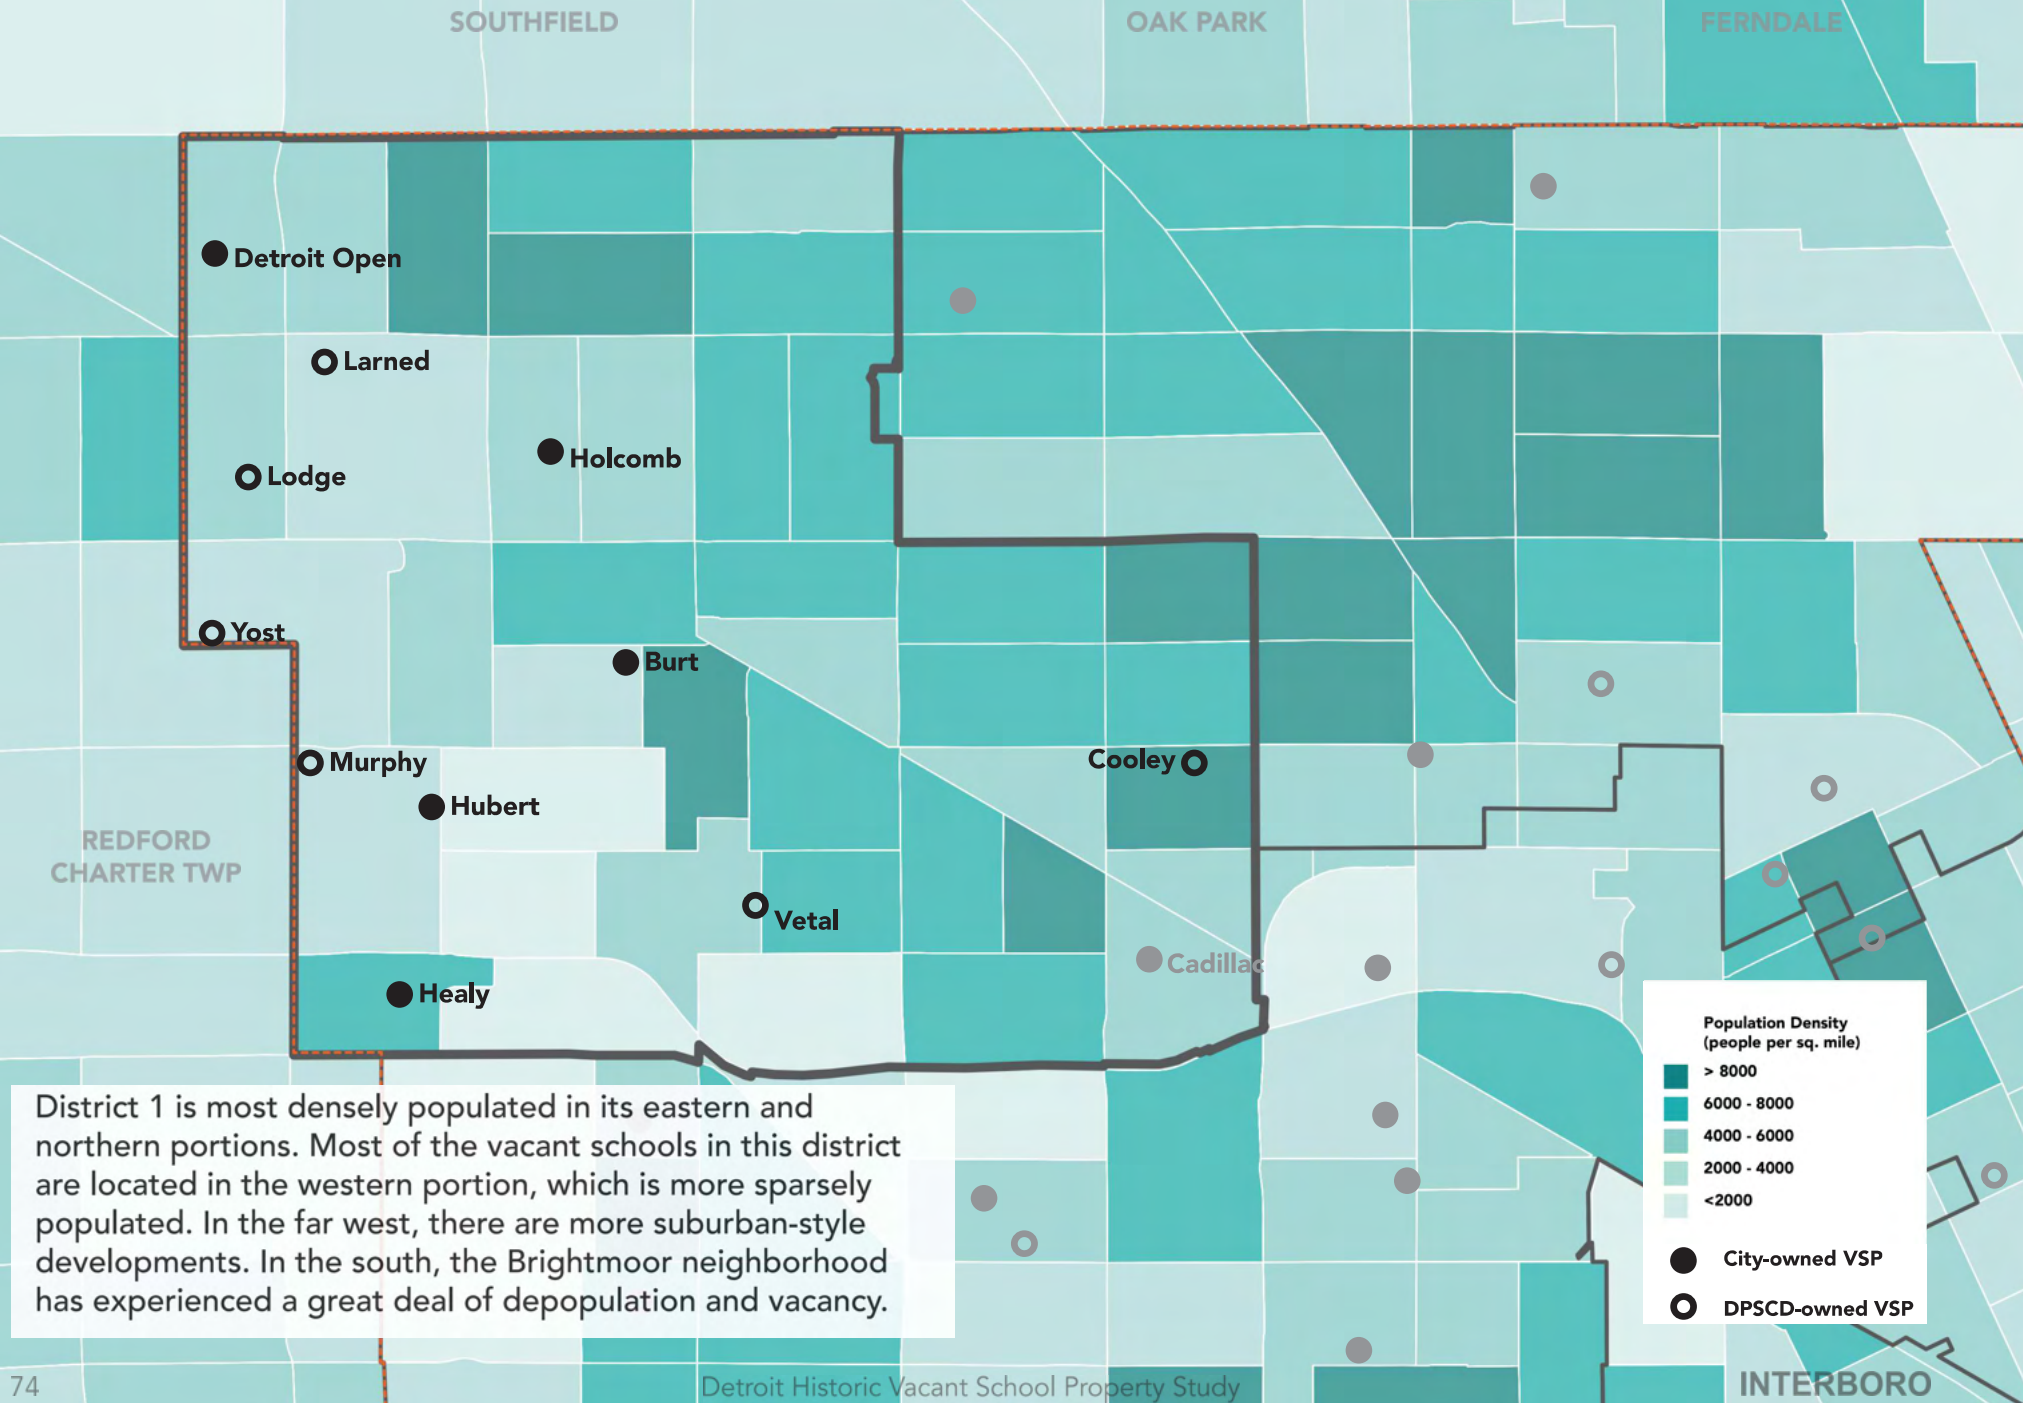 SOUTHFIELD
OAK PARK
FERNDALE
Detroit Open
Larned
Holcomb
Lodge
Yost
Burt
Murphy
Cooley
Hubert
REDFORD
CHARTER TWP
Vetal
Cadillac
Healy
Population Density
(people per sq. mile)
> 8000
6000 - 8000
4000 - 6000
2000 - 4000
<2000
City-owned VSP
DPSCD-owned VSP
District 1 is most densely populated in its eastern and
northern portions. Most of the vacant schools in this district
are located in the western portion, which is more sparsely
populated. In the far west, there are more suburban-style
developments. In the south, the Brightmoor neighborhood
has experienced a great deal of depopulation and vacancy.
74
Detroit Historic Vacant School Property Study
INTERBORO